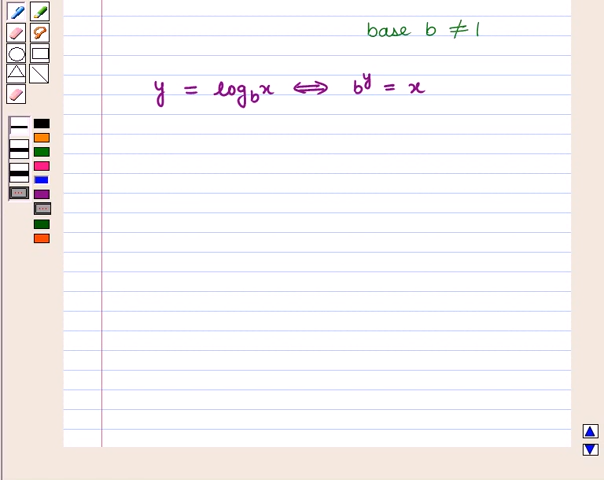 base b ≠ 1
y = log_b x ⟺ b^y = x